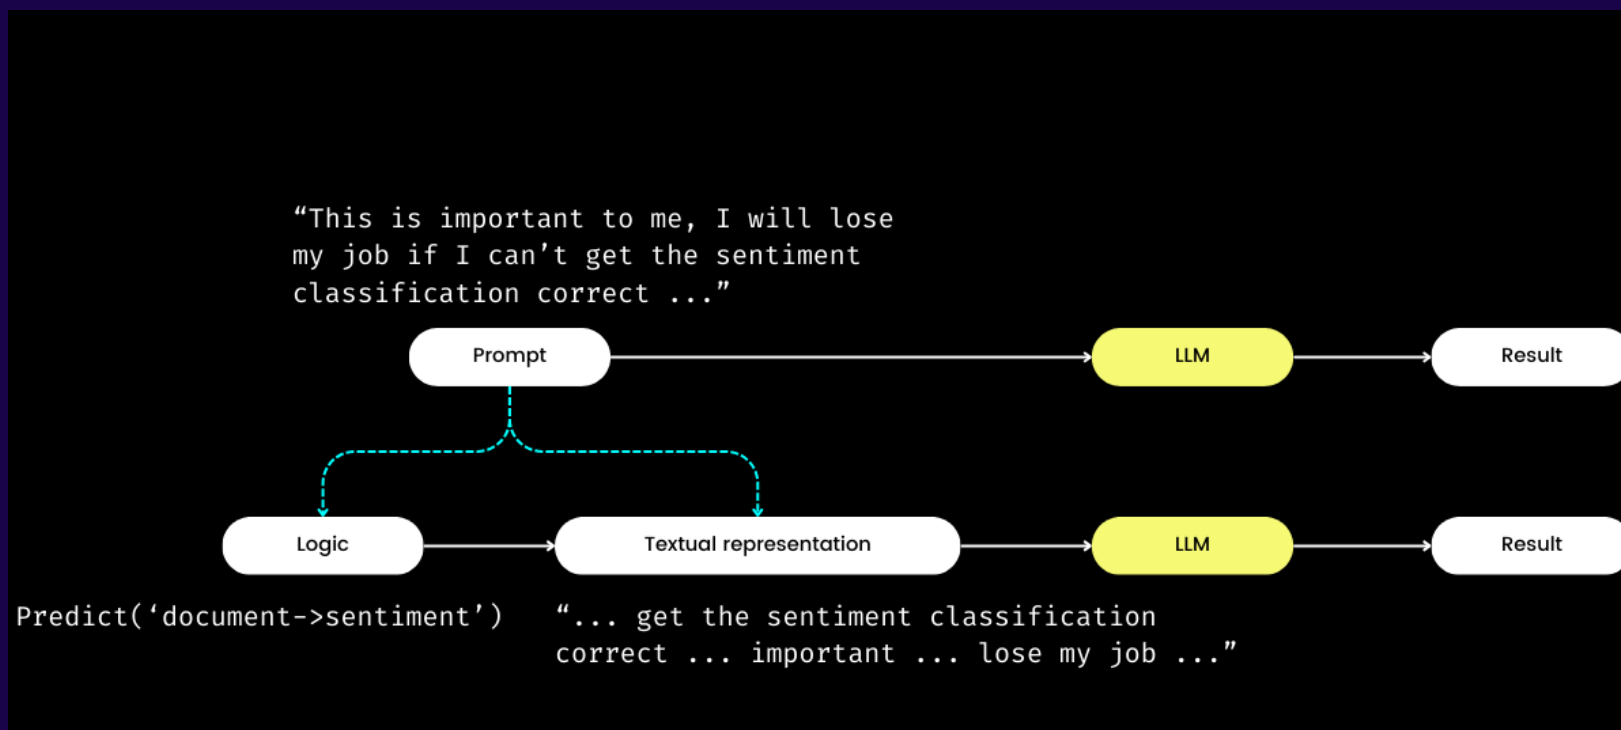 “This is important to me, I will lose
my job if I can’t get the sentiment
classification correct ...”
Prompt
LLM
Result
Logic
Textual representation
LLM
Result
Predict(‘document->sentiment’)
“... get the sentiment classification
correct ... important ... lose my job ...”